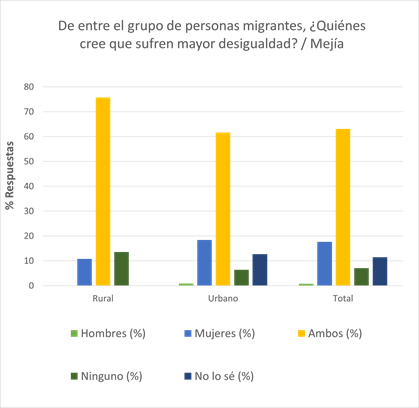 De entre el grupo de personas migrantes, ¿Quiénes
cree que sufren mayor desigualdad? / Mejía
% Respuestas
80
70
60
50
40
30
20
10
0
Rural Urbano Total
Hombres (%) Mujeres (%) Ambos (%)
Ninguno (%) No lo sé (%)